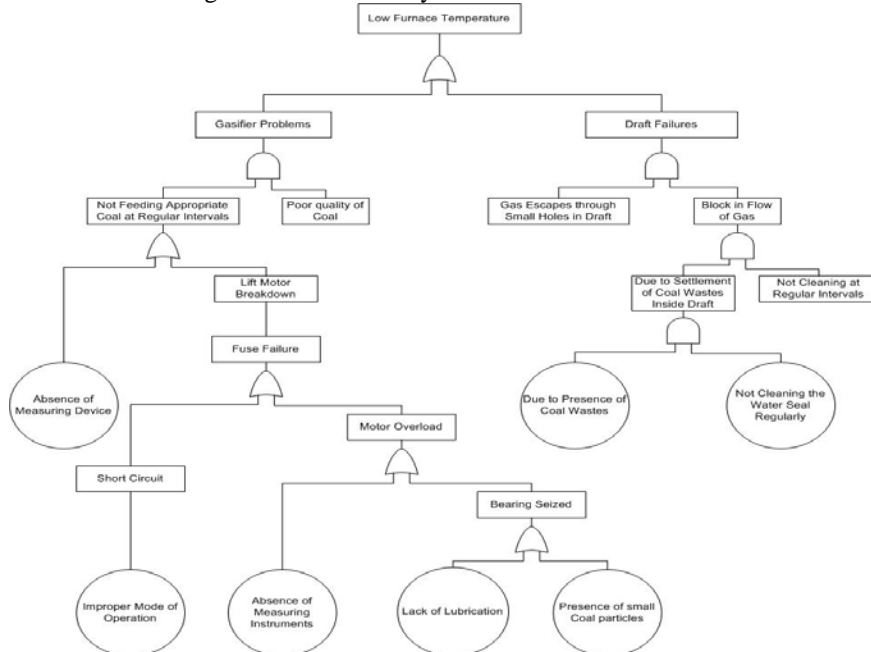 Low Furnace Temperature
Gasifier Problems
Draft Failures
Not Feeding Appropriate
Coal at Regular Intervals
Poor quality of
Coal
Gas Escapes through
Small Holes in Draft
Block in Flow
of Gas
Lift Motor
Breakdown
Due to Settlement
of Coal Wastes
Inside Draft
Not Cleaning at
Regular Intervals
Fuse Failure
Absence of
Measuring Device
Due to Presence of
Coal Wastes
Not Cleaning the
Water Seal
Regularly
Motor Overload
Short Circuit
Bearing Seized
Improper Mode of
Operation
Absence of
Measuring
Instruments
Lack of Lubrication
Presence of small
Coal particles